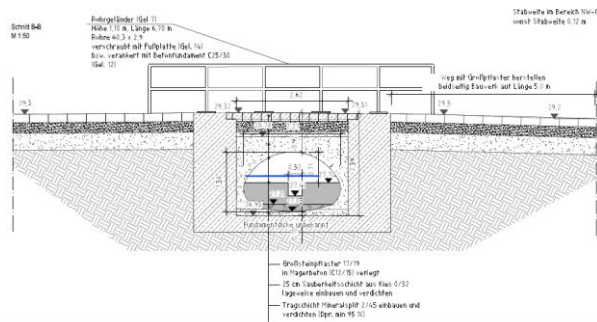 Schnitt B-B
M 1:50
Rohrgeländer (Gel 7)
Höhe 1,10 m, Länge 6,70 m
Rohre 60,3 x 2,9
verschraubt mit Fußplatte (Gel. 14)
bzw. verankert mit Betonfundament C25/30
(Gel. 12)
Stabweite im Bereich
sonst Stabweite 0,12 m
Weg mit Großpflaster herstellen
beidseitig Bauwerk auf Länge 5,0 m
2,62
29,3
29,32
29,31
29,3
29,2
0,30
Fundamentdicke unbekannt
Großsteinpflaster 17/19
in Magerbeton (C12/15) verlegt
25 cm Sauberkeitsschicht aus Kies 0/32
lagenweise einbauen und verdichten
Tragschicht Mineralsplit 2/45 einbauen und
verdichten (Dpr. min 95 %)